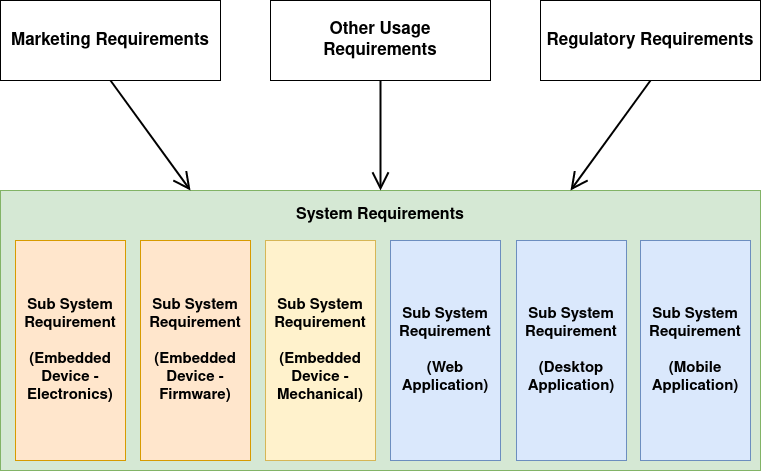 Marketing Requirements
Other Usage
Requirements
Regulatory Requirements
System Requirements
Sub System
Requirement
(Embedded
Device -
Electronics)
Sub System
Requirement
(Embedded
Device -
Firmware)
Sub System
Requirement
(Embedded
Device -
Mechanical)
Sub System
Requirement
(Web
Application)
Sub System
Requirement
(Desktop
Application)
Sub System
Requirement
(Mobile
Application)